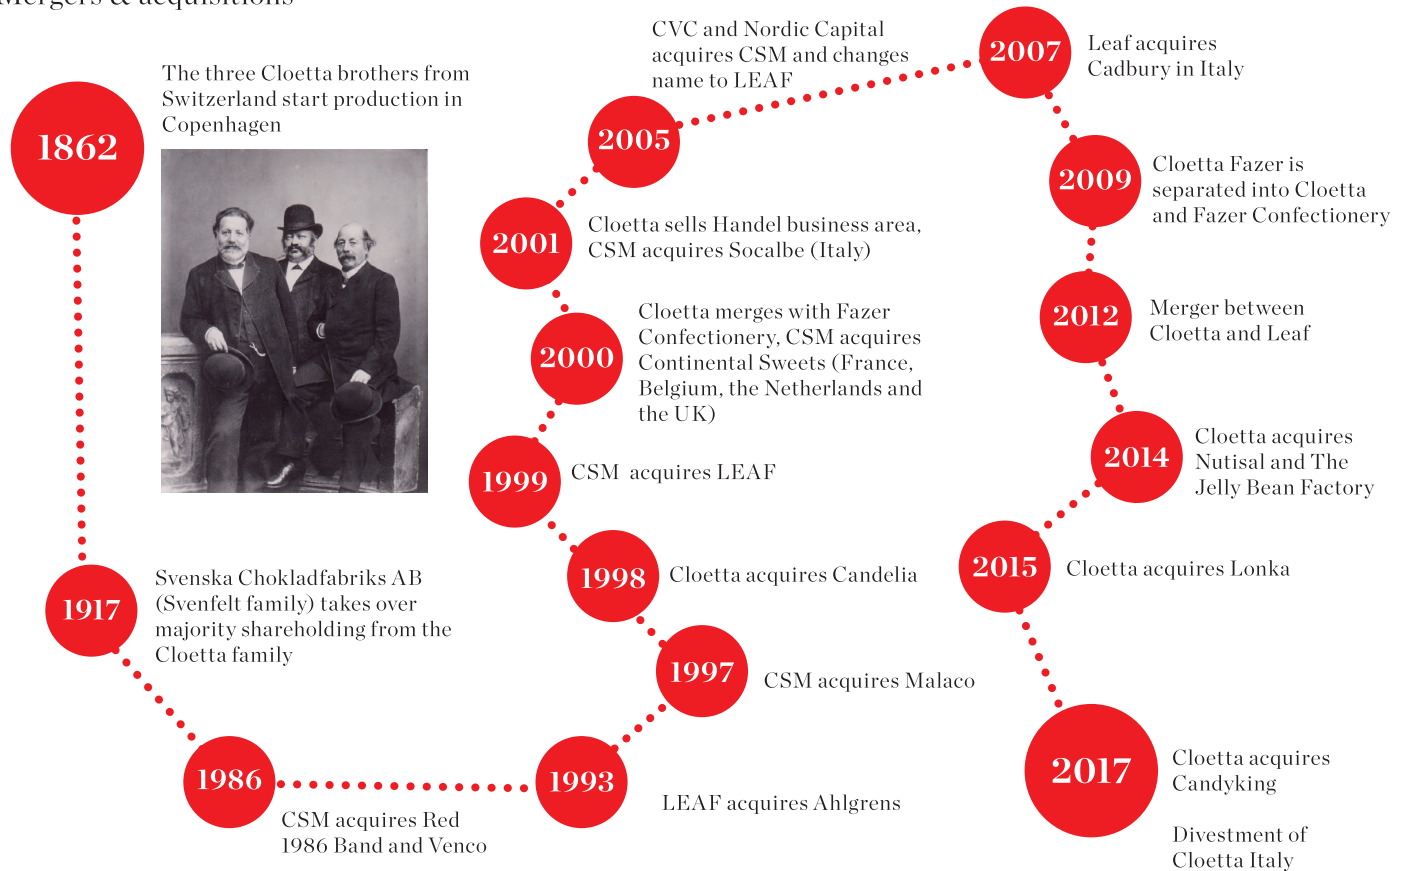 Mergers & acquisitions
1862
The three Cloetta brothers from
Switzerland start production in
Copenhagen
1917
Svenska Chokladfabriks AB
(Svenfelt family) takes over
majority shareholding from the
Cloetta family
1986
CSM acquires Red
1986 Band and Venco
1993
LEAF acquires Ahlgrens
1997
CSM acquires Malaco
1998
Cloetta acquires Candelia
1999
CSM acquires LEAF
2000
Cloetta merges with Fazer
Confectionery, CSM acquires
Continental Sweets (France,
Belgium, the Netherlands and
the UK)
2001
Cloetta sells Handel business area,
CSM acquires Socalbe (Italy)
2005
CVC and Nordic Capital
acquires CSM and changes
name to LEAF
2007
Leaf acquires
Cadbury in Italy
2009
Cloetta Fazer is
separated into Cloetta
and Fazer Confectionery
2012
Merger between
Cloetta and Leaf
2014
Cloetta acquires
Nutisal and The
Jelly Bean Factory
2015
Cloetta acquires Lonka
2017
Cloetta acquires
Candyking
Divestment of
Cloetta Italy